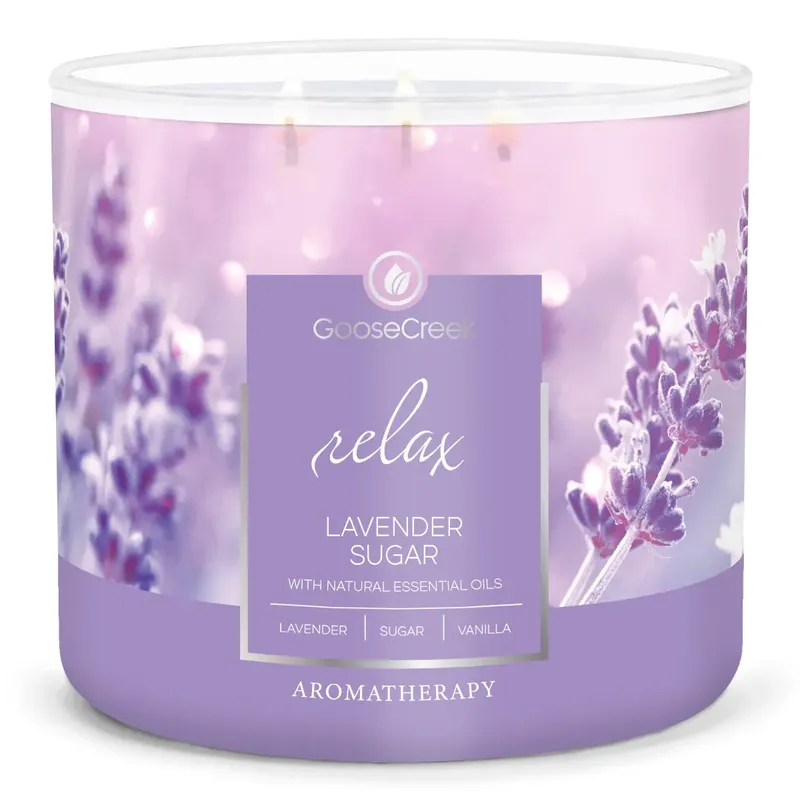 GooseCreek
relax
LAVENDER
SUGAR
WITH NATURAL ESSENTIAL OILS
LAVENDER | SUGAR | VANILLA
AROMATHERAPY